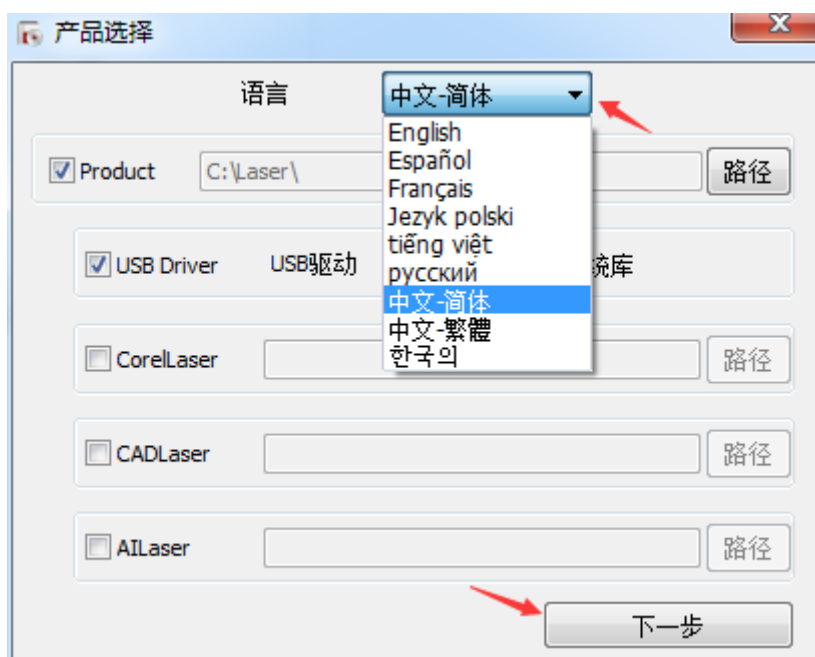 产品选择
语言 中文-简体
English
Español
Français
Jezyk polski
tiếng việt
русский
中文-简体
中文-繁體
한국의
Product C:\Laser\ 路径
USB Driver USB驱动 统库
CorelLaser 路径
CADLaser 路径
AILaser 路径
下一步